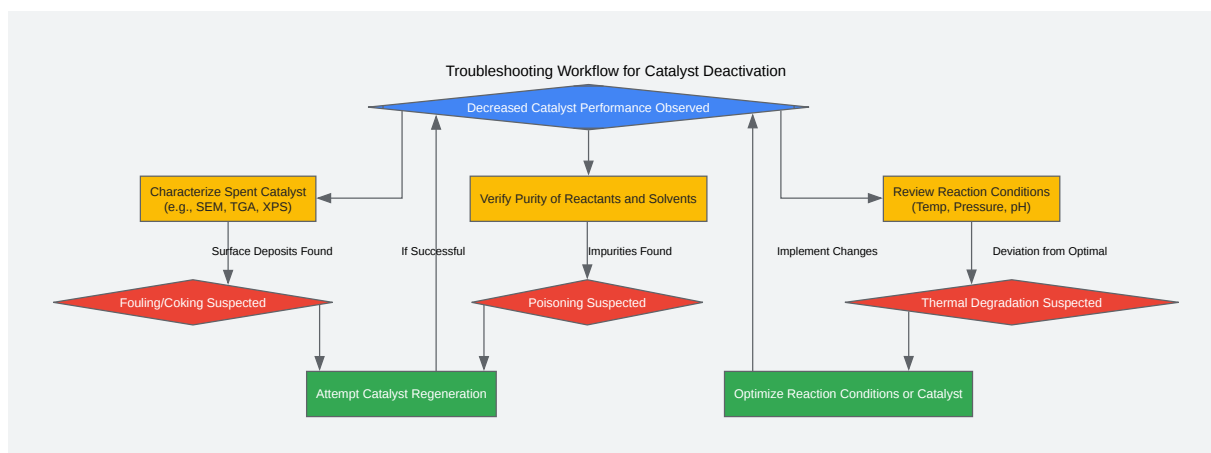 Troubleshooting Workflow for Catalyst Deactivation
Decreased Catalyst Performance Observed
Characterize Spent Catalyst
(e.g., SEM, TGA, XPS)
Verify Purity of Reactants and Solvents
Review Reaction Conditions
(Temp, Pressure, pH)
Surface Deposits Found
If Successful
Impurities Found
Implement Changes
Deviation from Optimal
Fouling/Coking Suspected
Poisoning Suspected
Thermal Degradation Suspected
Attempt Catalyst Regeneration
Optimize Reaction Conditions or Catalyst